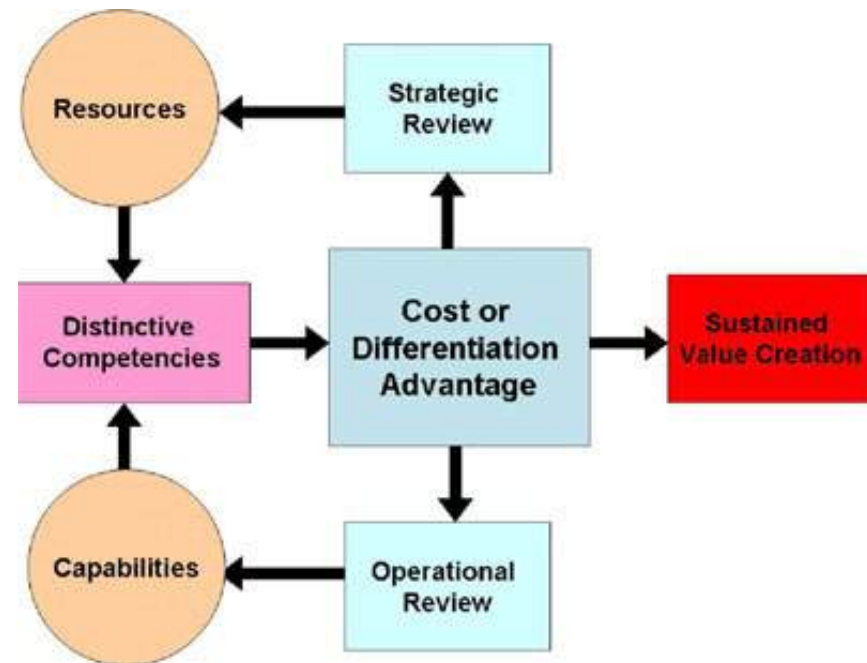 Resources
Strategic
Review
Distinctive
Competencies
Cost or
Differentiation
Advantage
Sustained
Value Creation
Capabilities
Operational
Review